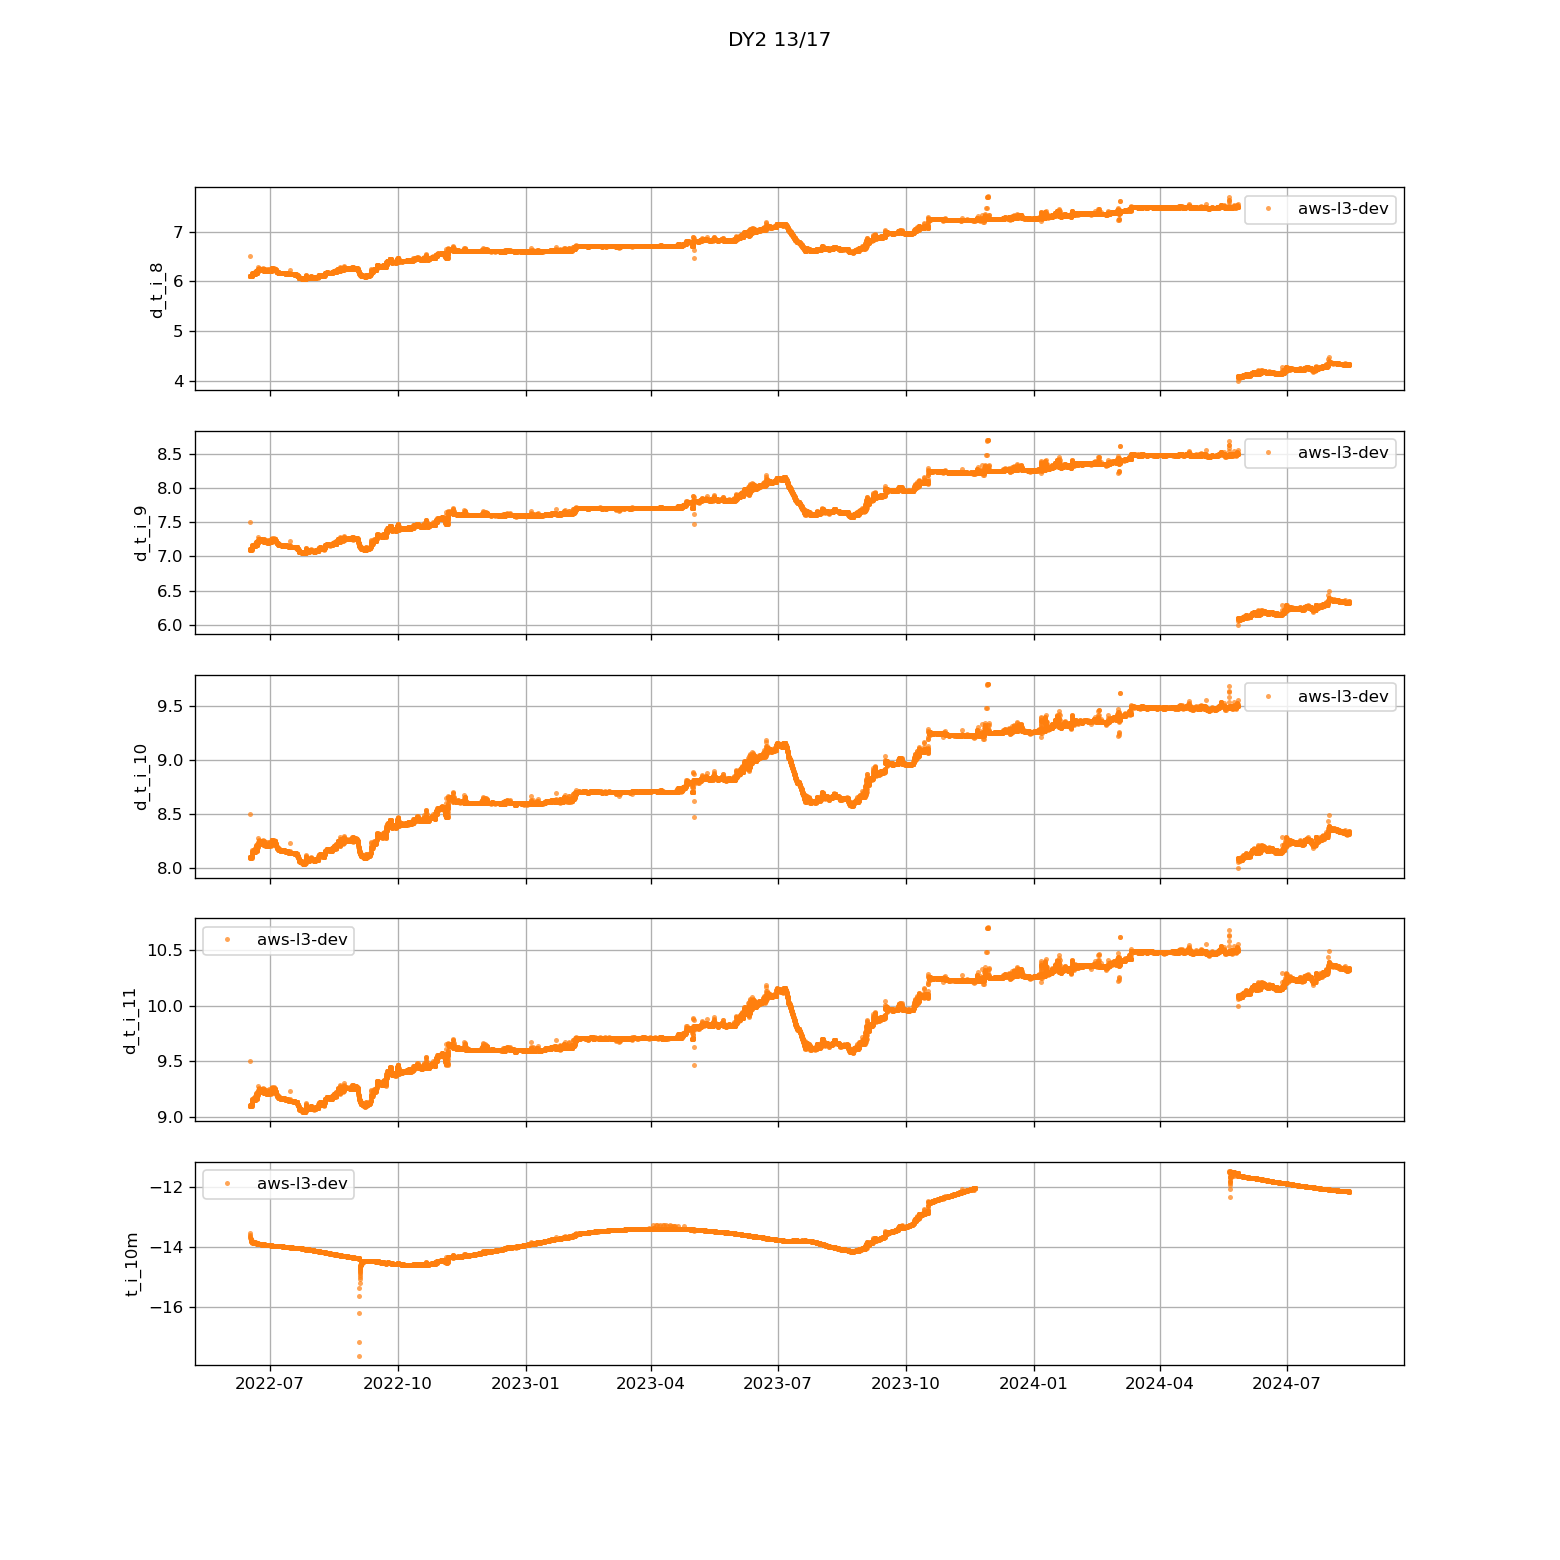 DY2 13/17
7
6
5
4
d_t_i_8
aws-l3-dev
8.5
8.0
7.5
7.0
6.5
6.0
d_t_i_9
aws-l3-dev
9.5
9.0
8.5
8.0
d_t_i_10
aws-l3-dev
10.5
10.0
9.5
9.0
d_t_i_11
aws-l3-dev
−12
−14
−16
t_i_10m
aws-l3-dev
2022-07 2022-10 2023-01 2023-04 2023-07 2023-10 2024-01 2024-04 2024-07